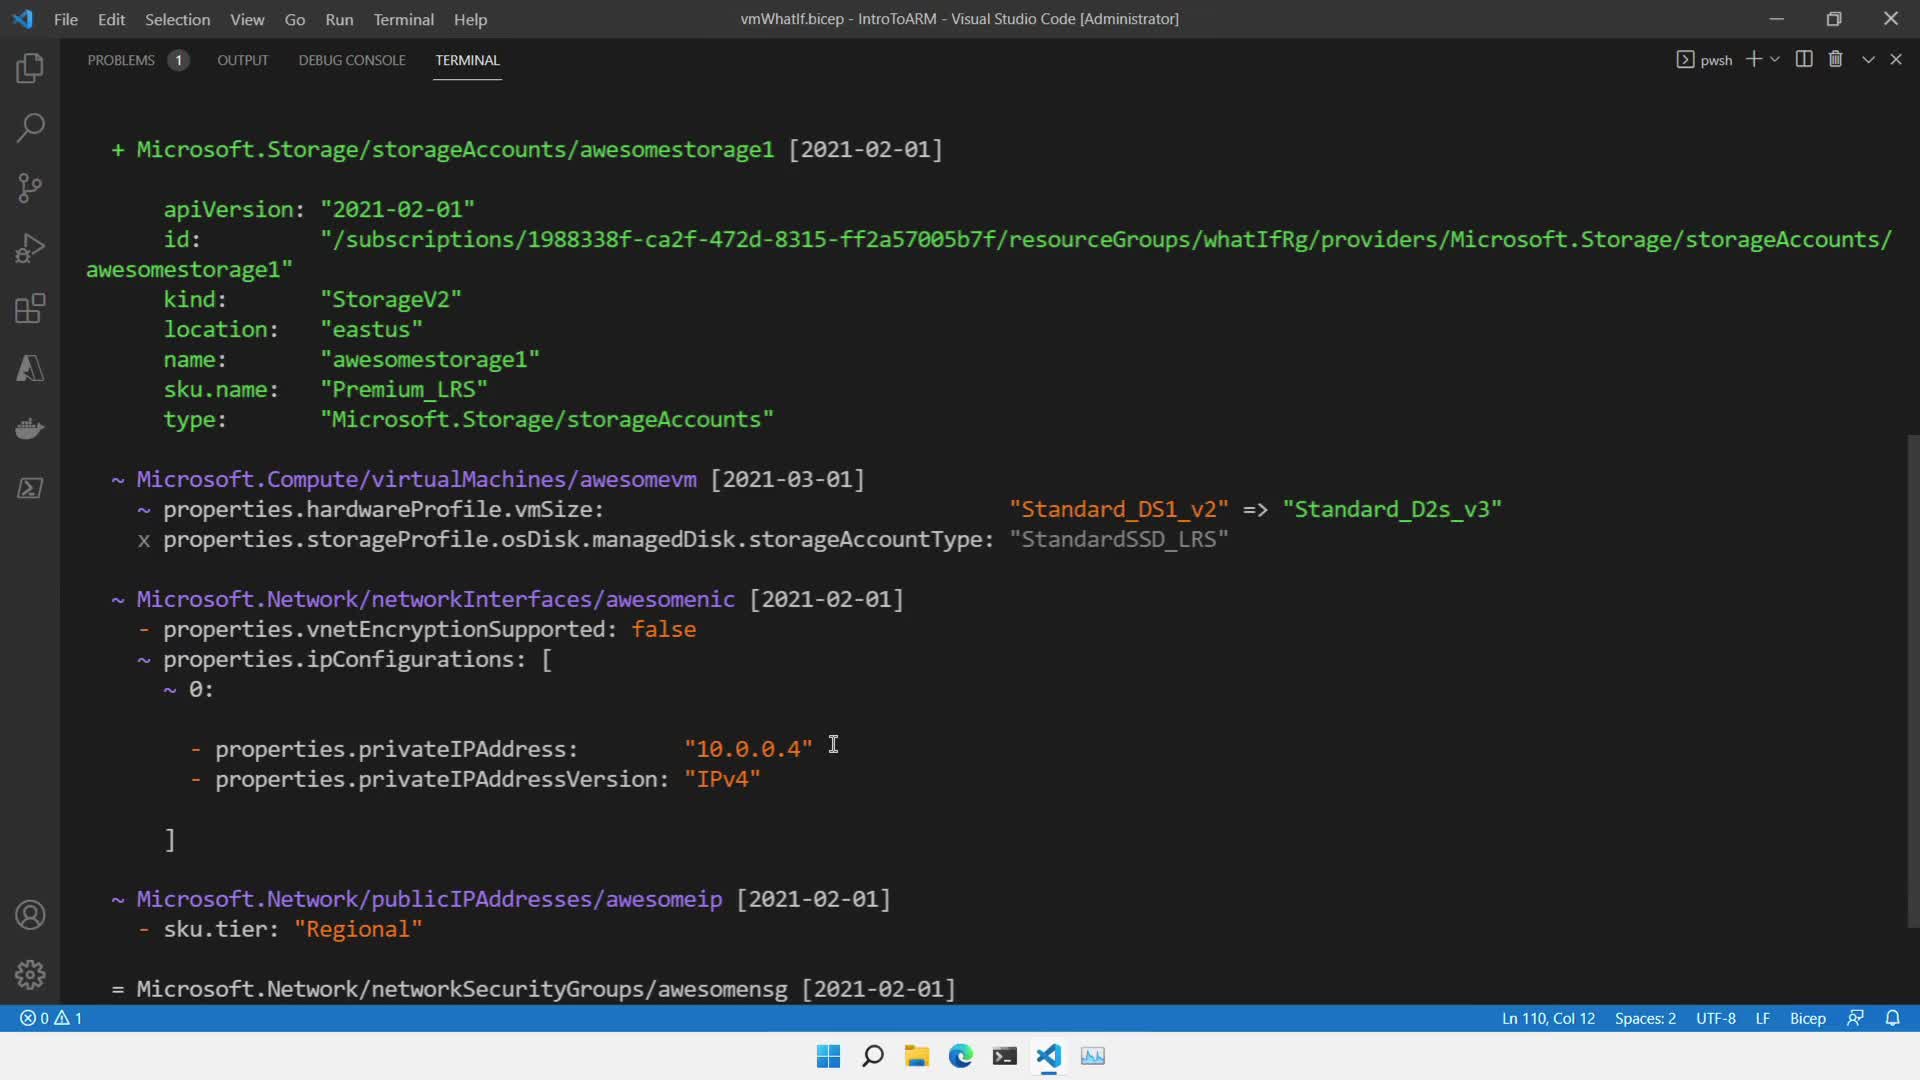 File Edit Selection View Go Run Terminal Help
vmWhatIf.bicep - IntroToARM - Visual Studio Code [Administrator]
PROBLEMS 1 OUTPUT DEBUG CONSOLE TERMINAL
pwsh
+ Microsoft.Storage/storageAccounts/awesomestorage1 [2021-02-01]
apiVersion: "2021-02-01"
id: "/subscriptions/1988338f-ca2f-472d-8315-ff2a57005b7f/resourceGroups/whatIfRg/providers/Microsoft.Storage/storageAccounts/
awesomestorage1"
kind: "StorageV2"
location: "eastus"
name: "awesomestorage1"
sku.name: "Premium_LRS"
type: "Microsoft.Storage/storageAccounts"
~ Microsoft.Compute/virtualMachines/awesomevm [2021-03-01]
~ properties.hardwareProfile.vmSize: "Standard_DS1_v2" => "Standard_D2s_v3"
x properties.storageProfile.osDisk.managedDisk.storageAccountType: "StandardSSD_LRS"
~ Microsoft.Network/networkInterfaces/awesomenic [2021-02-01]
- properties.vnetEncryptionSupported: false
~ properties.ipConfigurations: [
~ 0:
- properties.privateIPAddress: "10.0.0.4"
- properties.privateIPAddressVersion: "IPv4"
]
~ Microsoft.Network/publicIPAddresses/awesomeip [2021-02-01]
- sku.tier: "Regional"
= Microsoft.Network/networkSecurityGroups/awesomensg [2021-02-01]
0 1 Ln 110, Col 12 Spaces: 2 UTF-8 LF Bicep